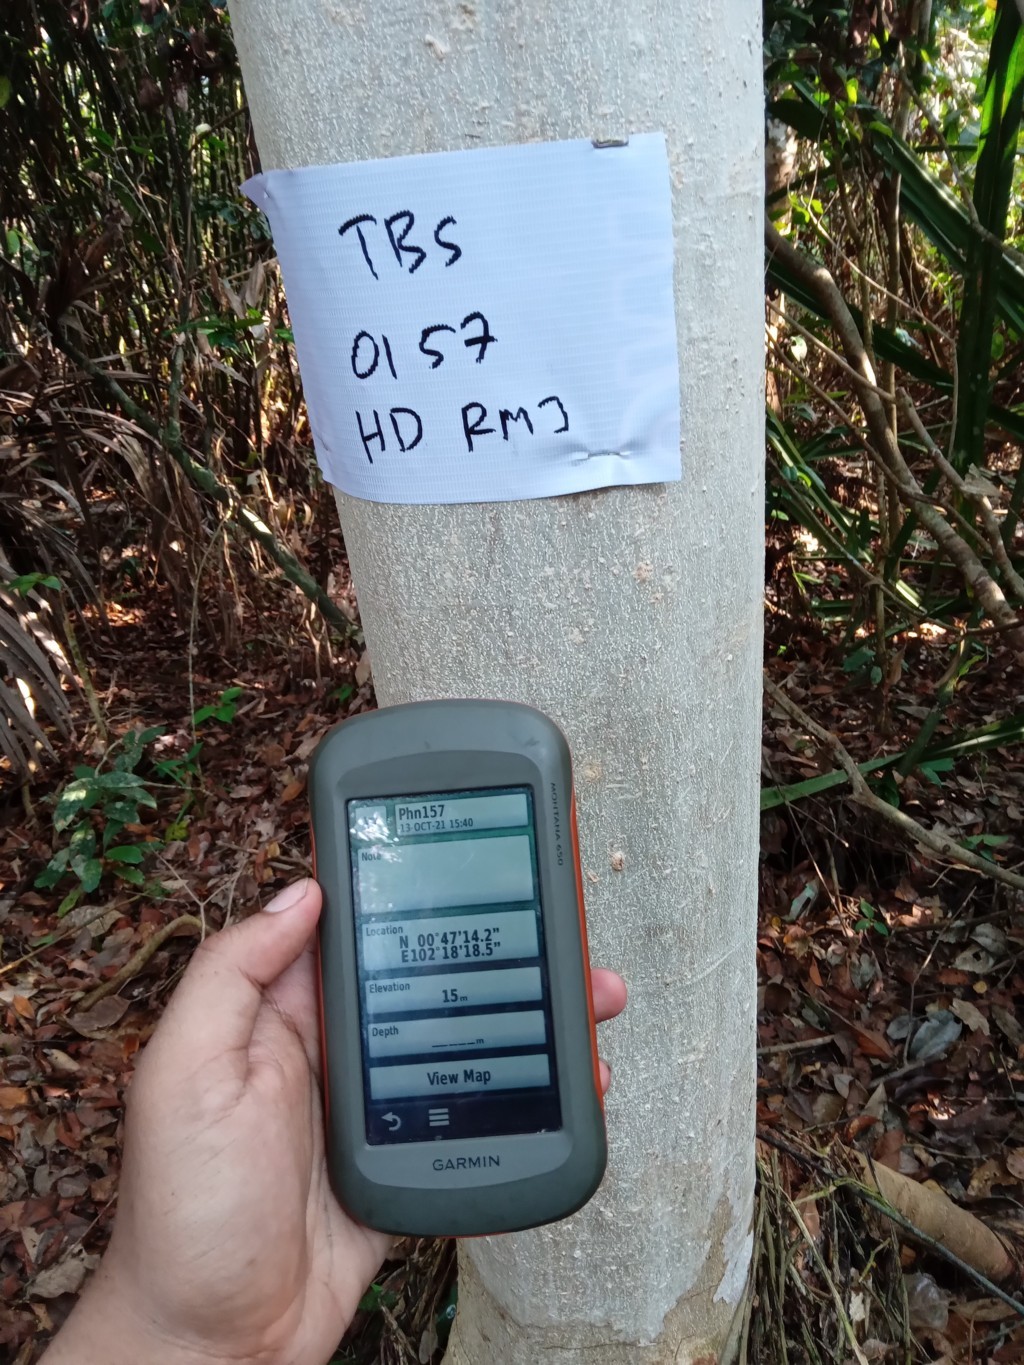 TBS
0157
HD RMJ
MONTANA 650
Phn157
13 OCT-21 15:40
Note
Location
N 00°47'14.2"
E102°18'18.5"
Elevation
15m
Depth
_____m
View Map
GARMIN